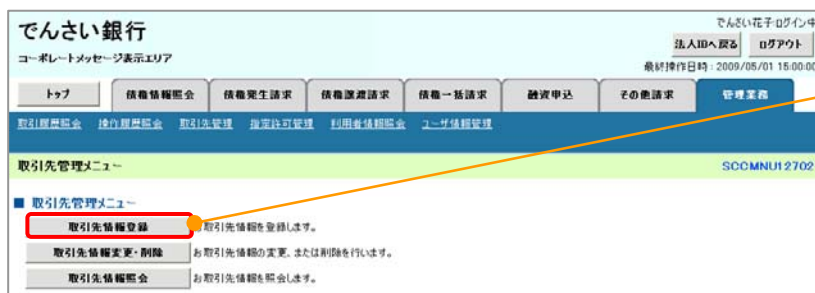 でんさい銀行
でんさい花子 ログイン中
法人IDへ戻る ログアウト
コーポレートメッセージ表示エリア
最終操作日時：2009/05/01 15:00:00
トップ 債権情報照会 債権発生請求 債権譲渡請求 債権一括請求 融資申込 その他請求 管理業務
取引履歴照会 操作履歴照会 取引先管理 指定許可管理 利用者情報照会 ユーザ情報管理
取引先管理メニュー SCCMNU12702
■ 取引先管理メニュー
取引先情報登録 お取引先情報を登録します。
取引先情報変更・削除 お取引先情報の変更、または削除を行います。
取引先情報照会 お取引先情報を照会します。